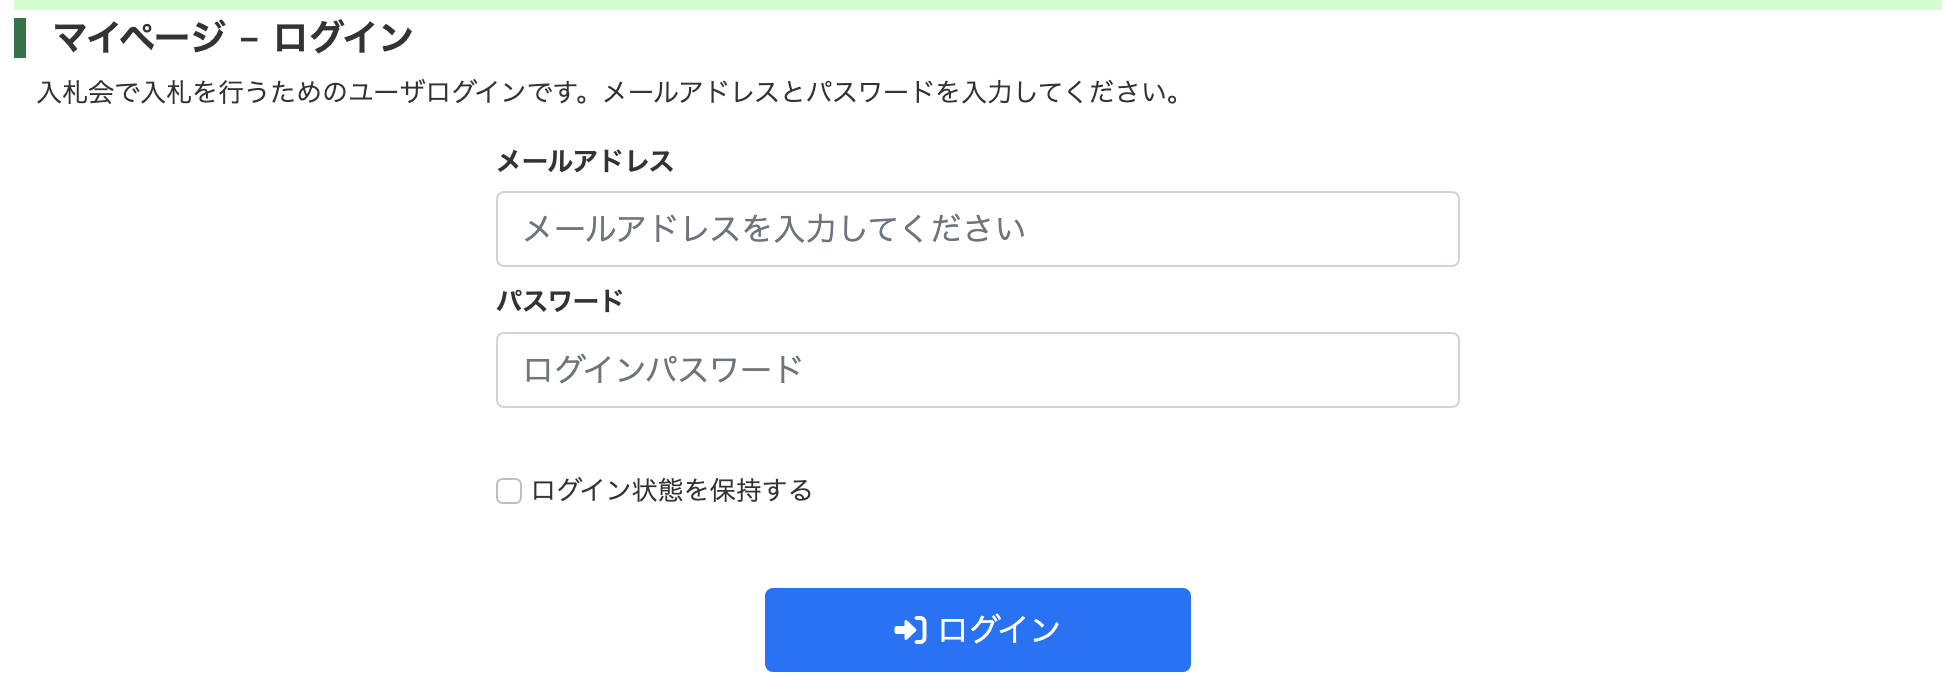 マイページ - ログイン
入札会で入札を行うためのユーザログインです。メールアドレスとパスワードを入力してください。
メールアドレス
メールアドレスを入力してください
パスワード
ログインパスワード
ログイン状態を保持する
ログイン